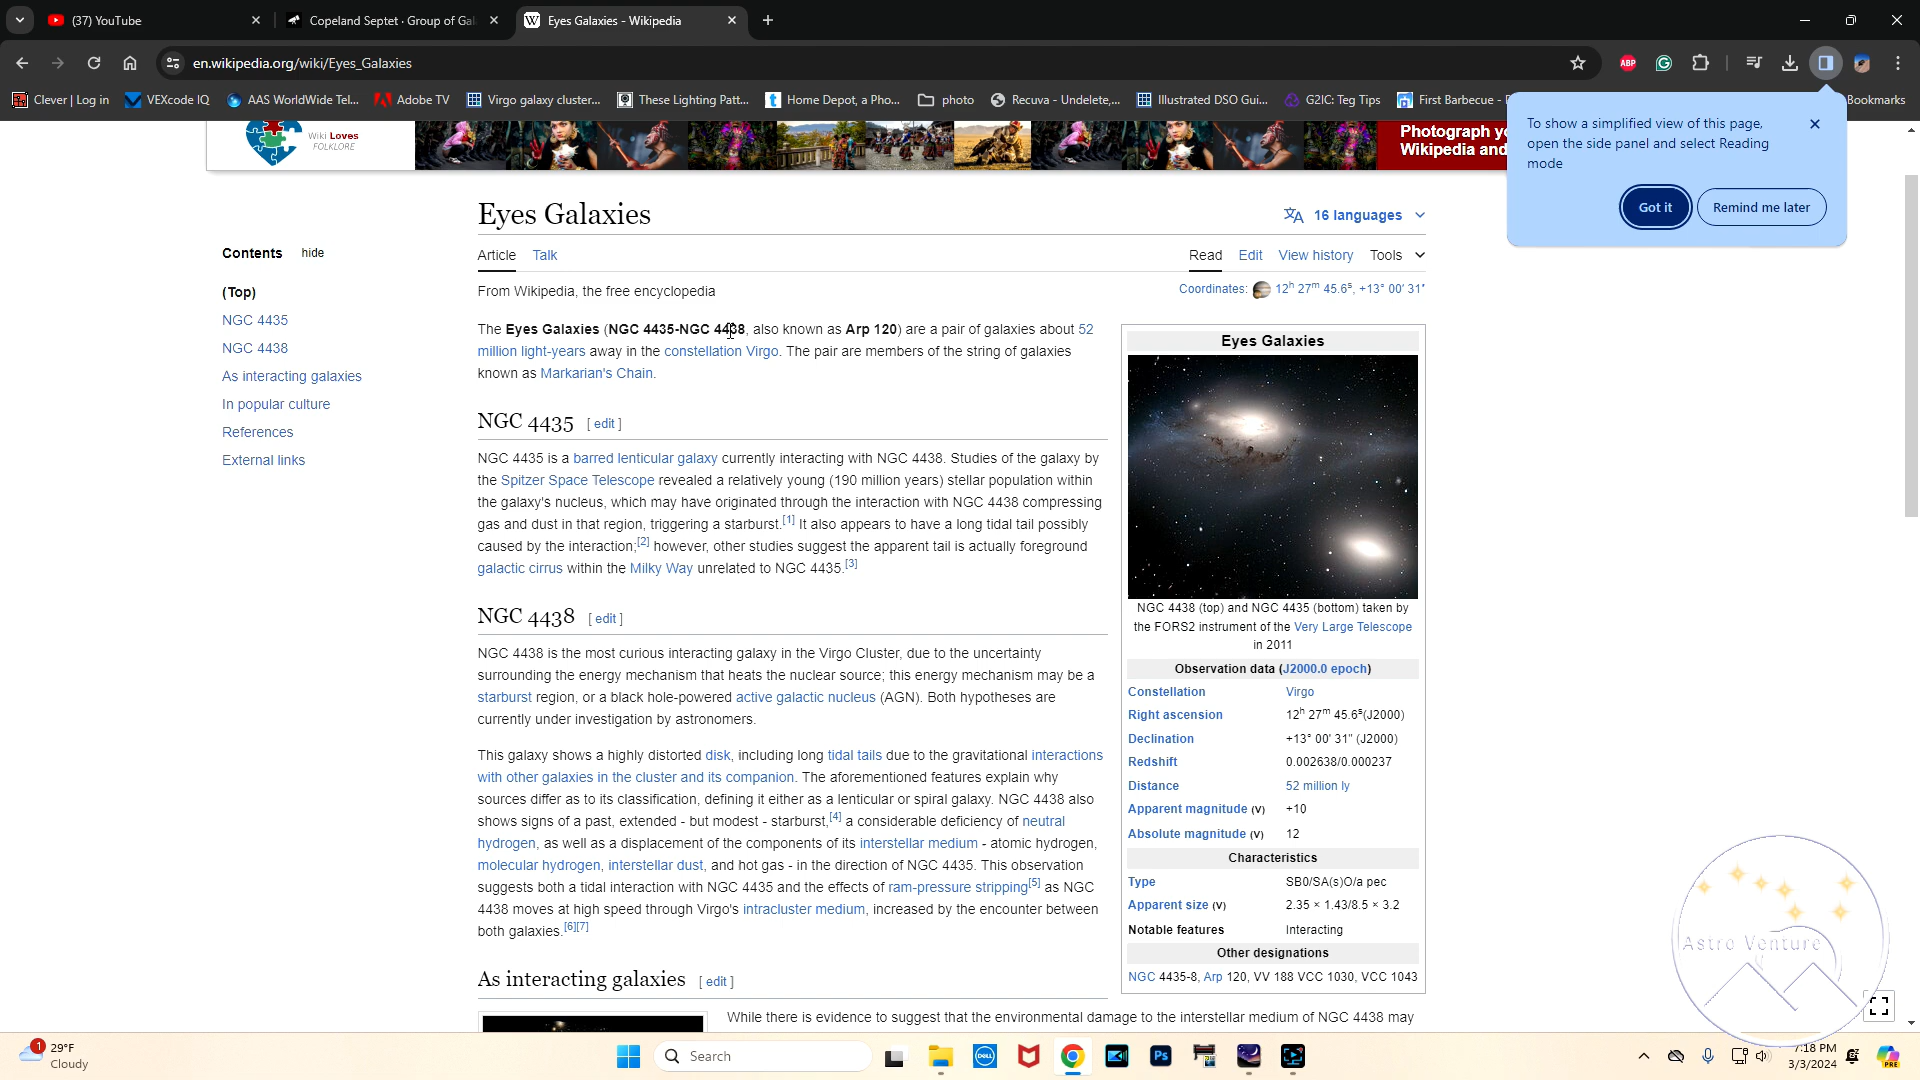 (37) YouTube
Copeland Septet · Group of Gal
Eyes Galaxies - Wikipedia
en.wikipedia.org/wiki/Eyes_Galaxies
Clever | Log in
VEXcode IQ
AAS WorldWide Tel...
Adobe TV
Virgo galaxy cluster...
These Lighting Patt...
Home Depot, a Pho...
photo
Recuva - Undelete,...
Illustrated DSO Gui...
G2IC: Teg Tips
First Barbecue -
Bookmarks
ABP
To show a simplified view of this page,
open the side panel and select Reading
mode
Got it
Remind me later
Wiki Loves
FOLKLORE
Photograph yo
Wikipedia and
Eyes Galaxies
16 languages
Contents hide
Article Talk
Read Edit View history Tools
(Top)
NGC 4435
NGC 4438
As interacting galaxies
In popular culture
References
External links
From Wikipedia, the free encyclopedia
Coordinates: 12h 27m 45.6s, +13° 00′ 31″
The Eyes Galaxies (NGC 4435-NGC 4438, also known as Arp 120) are a pair of galaxies about 52
million light-years away in the constellation Virgo. The pair are members of the string of galaxies
known as Markarian's Chain.
NGC 4435 [ edit ]
NGC 4435 is a barred lenticular galaxy currently interacting with NGC 4438. Studies of the galaxy by
the Spitzer Space Telescope revealed a relatively young (190 million years) stellar population within
the galaxy's nucleus, which may have originated through the interaction with NGC 4438 compressing
gas and dust in that region, triggering a starburst.[1] It also appears to have a long tidal tail possibly
caused by the interaction;[2] however, other studies suggest the apparent tail is actually foreground
galactic cirrus within the Milky Way unrelated to NGC 4435.[3]
NGC 4438 [ edit ]
NGC 4438 is the most curious interacting galaxy in the Virgo Cluster, due to the uncertainty
surrounding the energy mechanism that heats the nuclear source; this energy mechanism may be a
starburst region, or a black hole-powered active galactic nucleus (AGN). Both hypotheses are
currently under investigation by astronomers.
This galaxy shows a highly distorted disk, including long tidal tails due to the gravitational interactions
with other galaxies in the cluster and its companion. The aforementioned features explain why
sources differ as to its classification, defining it either as a lenticular or spiral galaxy. NGC 4438 also
shows signs of a past, extended - but modest - starburst,[4] a considerable deficiency of neutral
hydrogen, as well as a displacement of the components of its interstellar medium - atomic hydrogen,
molecular hydrogen, interstellar dust, and hot gas - in the direction of NGC 4435. This observation
suggests both a tidal interaction with NGC 4435 and the effects of ram-pressure stripping[5] as NGC
4438 moves at high speed through Virgo's intracluster medium, increased by the encounter between
both galaxies.[6][7]
As interacting galaxies [ edit ]
While there is evidence to suggest that the environmental damage to the interstellar medium of NGC 4438 may
Eyes Galaxies
NGC 4438 (top) and NGC 4435 (bottom) taken by
the FORS2 instrument of the Very Large Telescope
in 2011
Observation data (J2000.0 epoch)
Constellation Virgo
Right ascension 12h 27m 45.6s(J2000)
Declination +13° 00′ 31″ (J2000)
Redshift 0.002638/0.000237
Distance 52 million ly
Apparent magnitude (V) +10
Absolute magnitude (V) 12
Characteristics
Type SB0/SA(s)O/a pec
Apparent size (V) 2.35 × 1.43/8.5 × 3.2
Notable features Interacting
Other designations
NGC 4435-8, Arp 120, VV 188 VCC 1030, VCC 1043
Astro Venture
1
29°F
Cloudy
Search
DELL
Ps
7:18 PM
3/3/2024
PRE